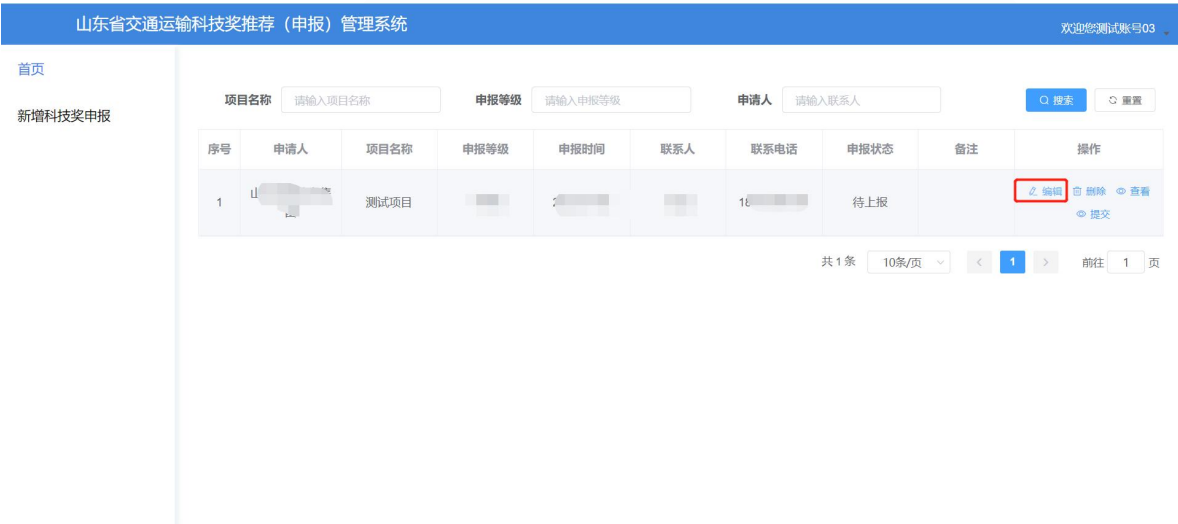 山东省交通运输科技奖推荐（申报）管理系统
欢迎您测试账号03
首页
新增科技奖申报
项目名称 请输入项目名称 申报等级 请输入申报等级 申请人 请输入联系人 搜索 重置
序号 申请人 项目名称 申报等级 申报时间 联系人 联系电话 申报状态 备注 操作
1 山 测试项目 2 18 待上报 编辑 删除 查看
提交
共 1 条 10条/页 < 1 > 前往 1 页